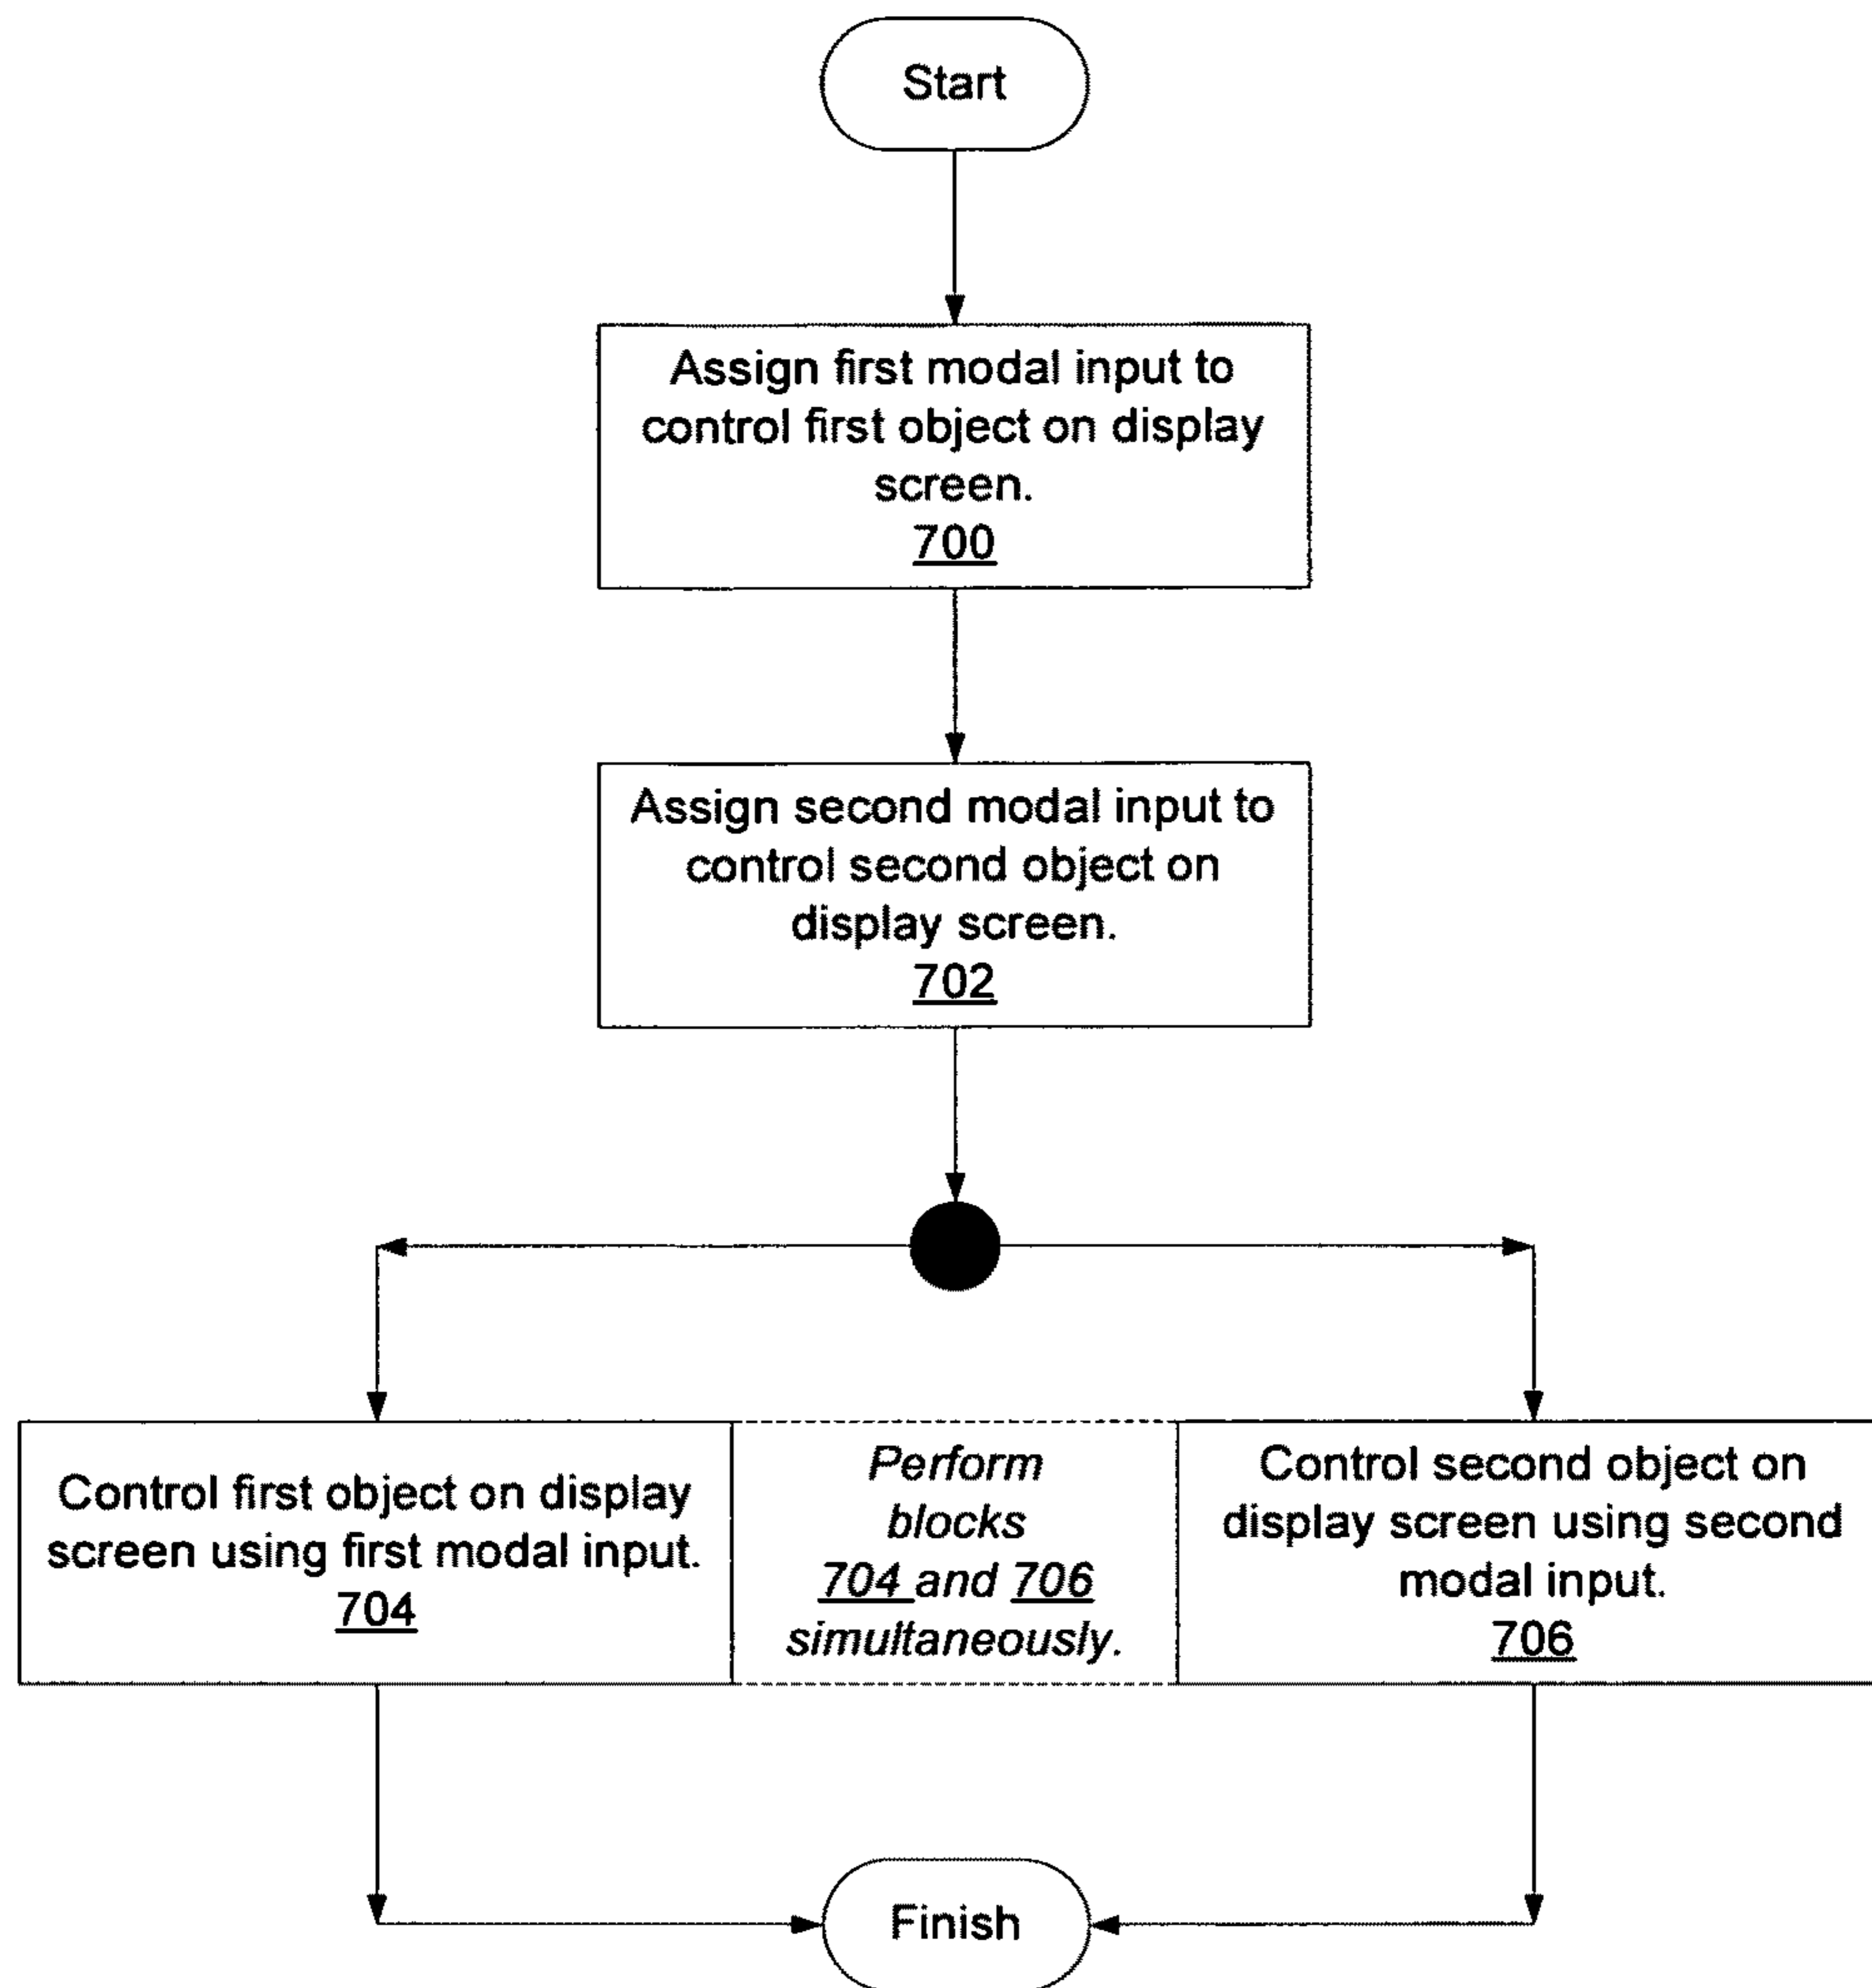 Start
Assign first modal input to
control first object on display
screen.
700
Assign second modal input to
control second object on
display screen.
702
Control first object on display
screen using first modal input.
704
Perform
blocks
704 and 706
simultaneously.
Control second object on
display screen using second
modal input.
706
Finish